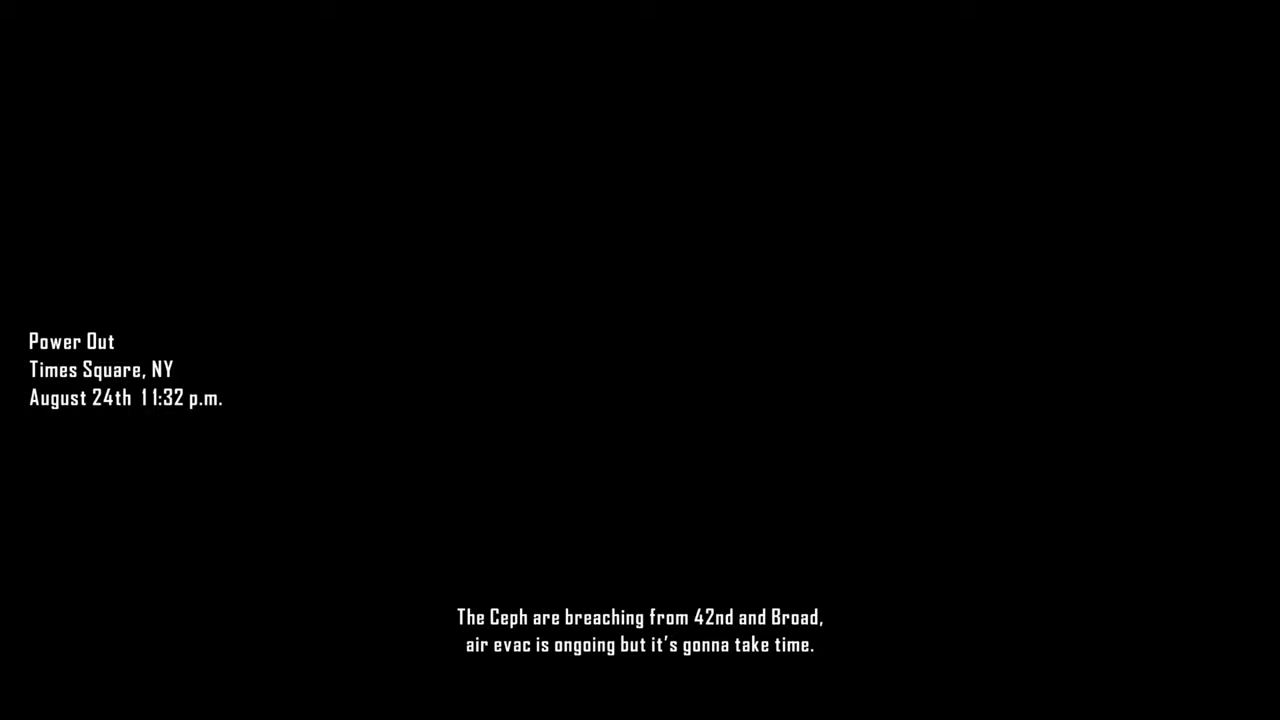 Power Out
Times Square, NY
August 24th 11:32 p.m.
The Ceph are breaching from 42nd and Broad,
air evac is ongoing but it's gonna take time.